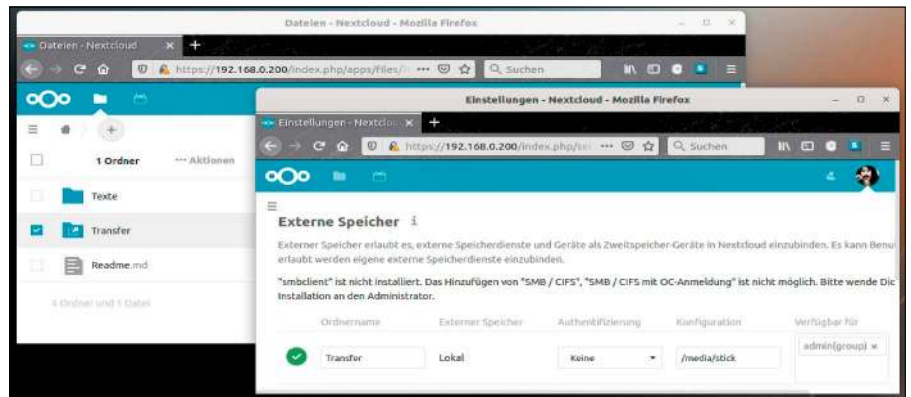 Dateien - Nextcloud - Mozilla Firefox
Dateien - Nextcloud
https://192.168.0.200/index.php/apps/files/
Suchen
1 Ordner
Aktionen
Texte
Transfer
Readme.md
4 Ordner und 1 Datei
Einstellungen - Nextcloud - Mozilla Firefox
Einstellungen - Nextclou
https://192.168.0.200/index.php/se
Suchen
Externe Speicher
Externer Speicher erlaubt es, externe Speicherdienste und Geräte als Zweitspeicher-Geräte in Nextcloud einzubinden. Es kann Benu
erlaubt werden eigene externe Speicherdienste einzubinden.
"smbclient" ist nicht installiert. Das Hinzufügen von "SMB / CIFS", "SMB / CIFS mit OC-Anmeldung" ist nicht möglich. Bitte wende Dic
Installation an den Administrator.
Ordnername Externer Speicher Authentifizierung Konfiguration Verfügbar für
Transfer Lokal Keine /media/stick admin(group) ×